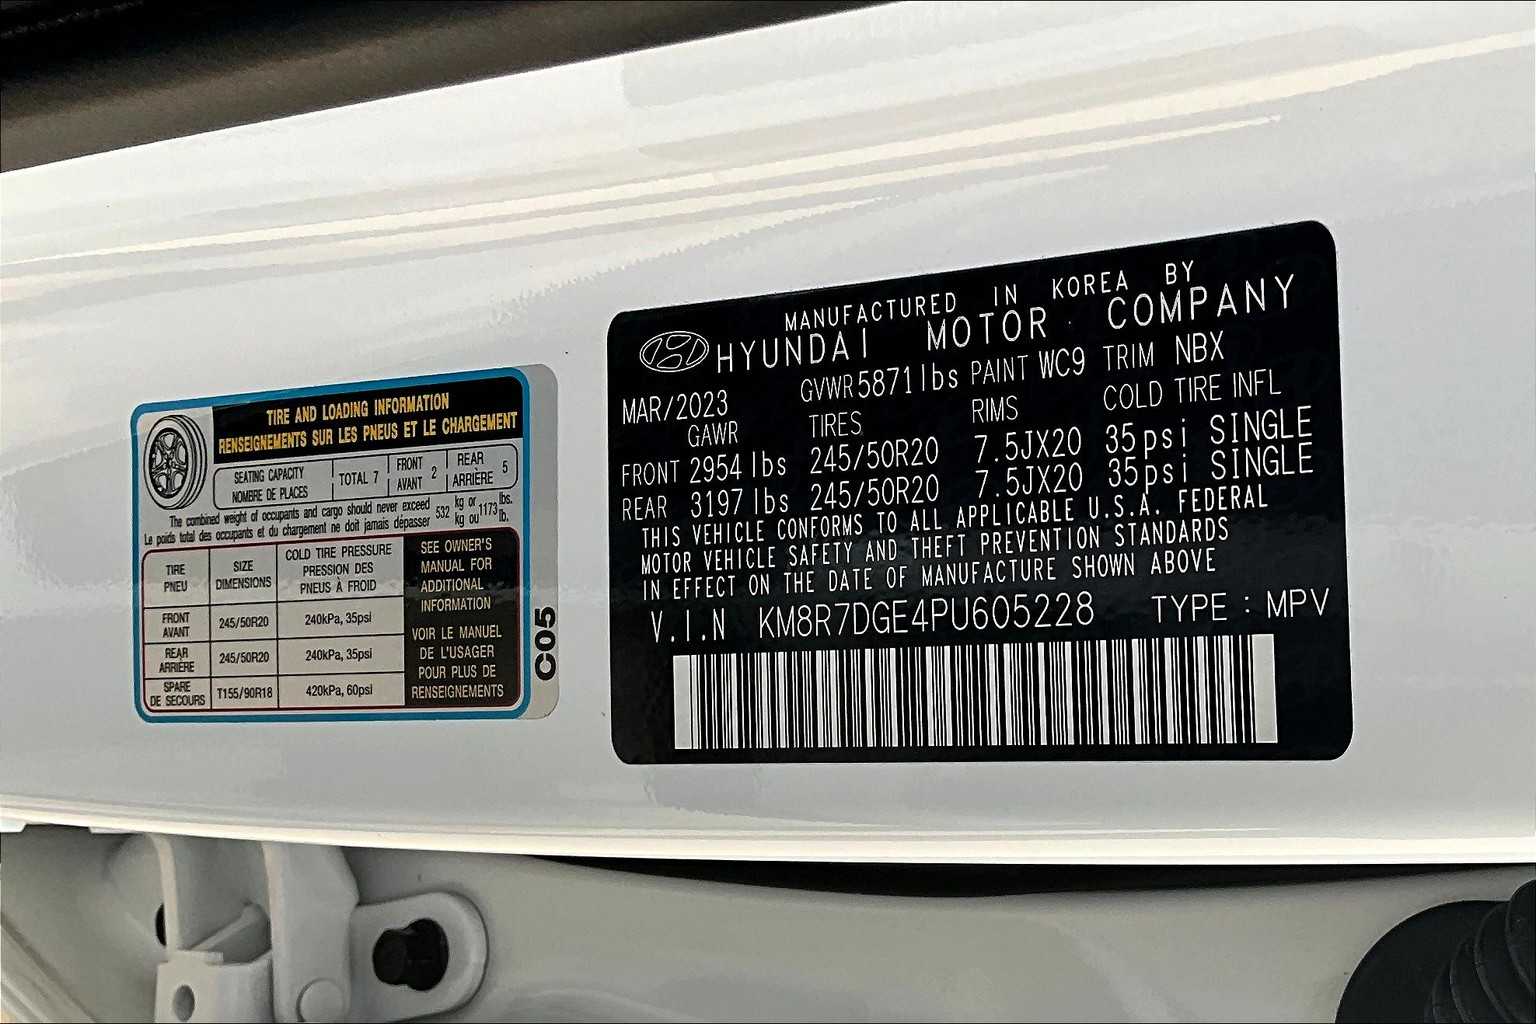 TIRE AND LOADING INFORMATION
RENSEIGNEMENTS SUR LES PNEUS ET LE CHARGEMENT
SEATING CAPACITY
NOMBRE DE PLACES
TOTAL 7
FRONT
AVANT 2
REAR
ARRIÈRE 5
The combined weight of occupants and cargo should never exceed 532 kg or 1173 lbs.
Le poids total des occupants et du chargement ne doit jamais dépasser kg ou lb.
TIRE
PNEU
SIZE
DIMENSIONS
COLD TIRE PRESSURE
PRESSION DES
PNEUS À FROID
FRONT
AVANT
245/50R20
240kPa, 35psi
REAR
ARRIÈRE
245/50R20
240kPa, 35psi
SPARE
DE SECOURS
T155/90R18
420kPa, 60psi
SEE OWNER'S
MANUAL FOR
ADDITIONAL
INFORMATION
VOIR LE MANUEL
DE L'USAGER
POUR PLUS DE
RENSEIGNEMENTS
C05
MANUFACTURED IN KOREA BY
HYUNDAI MOTOR COMPANY
MAR/2023 GVWR 5871lbs PAINT WC9 TRIM NBX
GAWR TIRES RIMS COLD TIRE INFL
FRONT 2954 lbs 245/50R20 7.5JX20 35psi SINGLE
REAR 3197 lbs 245/50R20 7.5JX20 35psi SINGLE
THIS VEHICLE CONFORMS TO ALL APPLICABLE U.S.A. FEDERAL
MOTOR VEHICLE SAFETY AND THEFT PREVENTION STANDARDS
IN EFFECT ON THE DATE OF MANUFACTURE SHOWN ABOVE
V.I.N KM8R7DGE4PU605228 TYPE : MPV